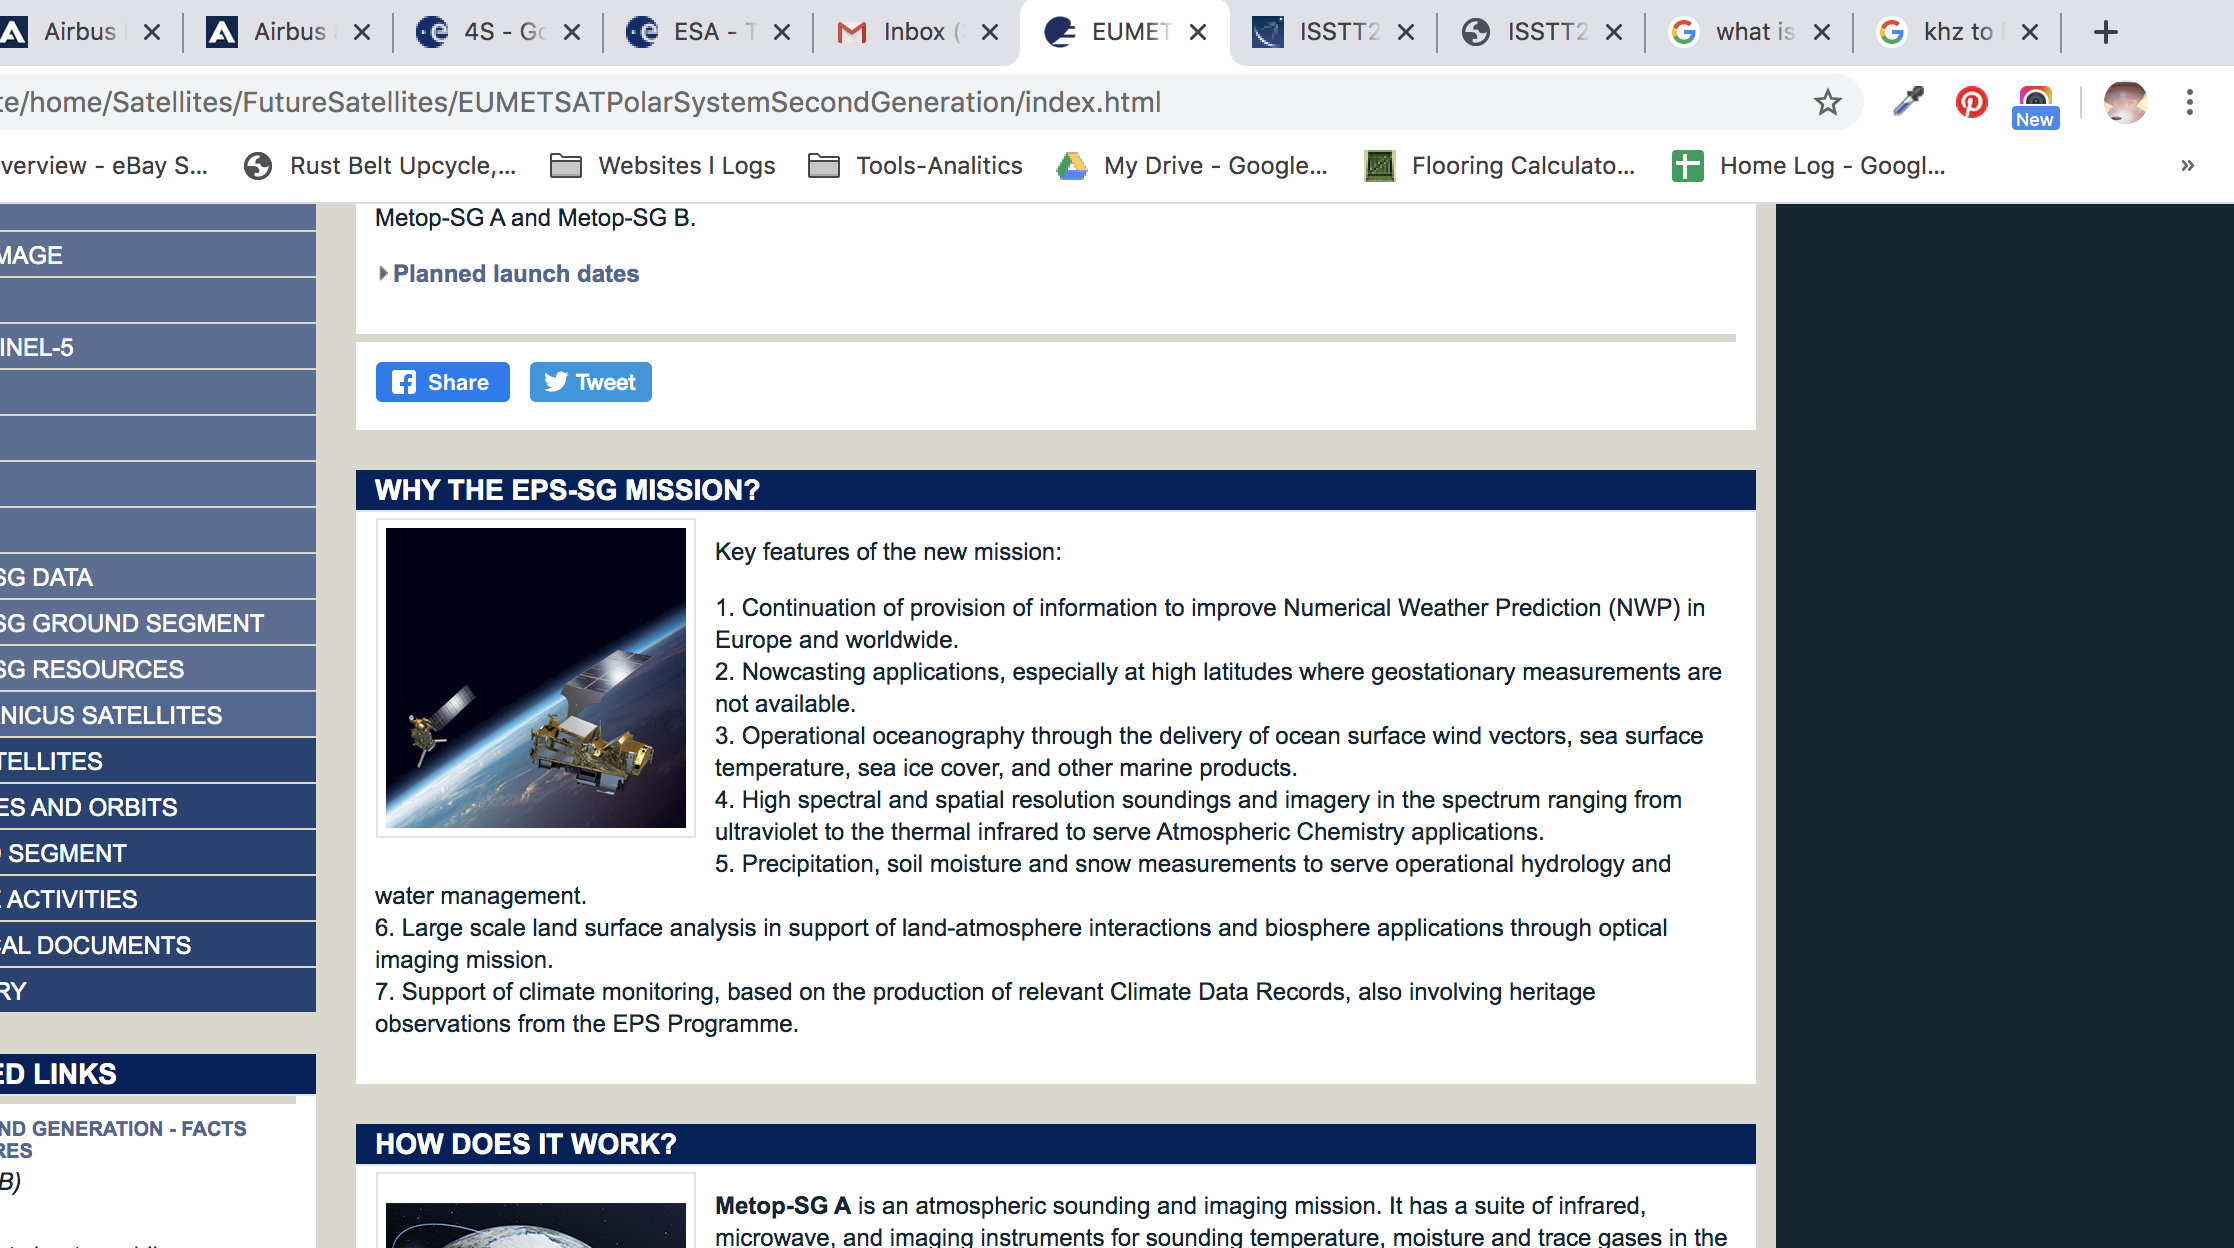 Airbus
Airbus
4S - Go
ESA - T
Inbox (
EUMET
ISSTT2
ISSTT2
what is
khz to
te/home/Satellites/FutureSatellites/EUMETSATPolarSystemSecondGeneration/index.html
New
verview - eBay S...
Rust Belt Upcycle,...
Websites l Logs
Tools-Analitics
My Drive - Google...
Flooring Calculato...
Home Log - Googl...
»
MAGE
INEL-5
SG DATA
SG GROUND SEGMENT
SG RESOURCES
NICUS SATELLITES
TELLITES
ES AND ORBITS
SEGMENT
ACTIVITIES
CAL DOCUMENTS
RY
ED LINKS
ND GENERATION - FACTS
RES
B)
Metop-SG A and Metop-SG B.
Planned launch dates
Share
Tweet
WHY THE EPS-SG MISSION?
Key features of the new mission:
1. Continuation of provision of information to improve Numerical Weather Prediction (NWP) in
Europe and worldwide.
2. Nowcasting applications, especially at high latitudes where geostationary measurements are
not available.
3. Operational oceanography through the delivery of ocean surface wind vectors, sea surface
temperature, sea ice cover, and other marine products.
4. High spectral and spatial resolution soundings and imagery in the spectrum ranging from
ultraviolet to the thermal infrared to serve Atmospheric Chemistry applications.
5. Precipitation, soil moisture and snow measurements to serve operational hydrology and
water management.
6. Large scale land surface analysis in support of land-atmosphere interactions and biosphere applications through optical
imaging mission.
7. Support of climate monitoring, based on the production of relevant Climate Data Records, also involving heritage
observations from the EPS Programme.
HOW DOES IT WORK?
Metop-SG A is an atmospheric sounding and imaging mission. It has a suite of infrared,
microwave, and imaging instruments for sounding temperature, moisture and trace gases in the